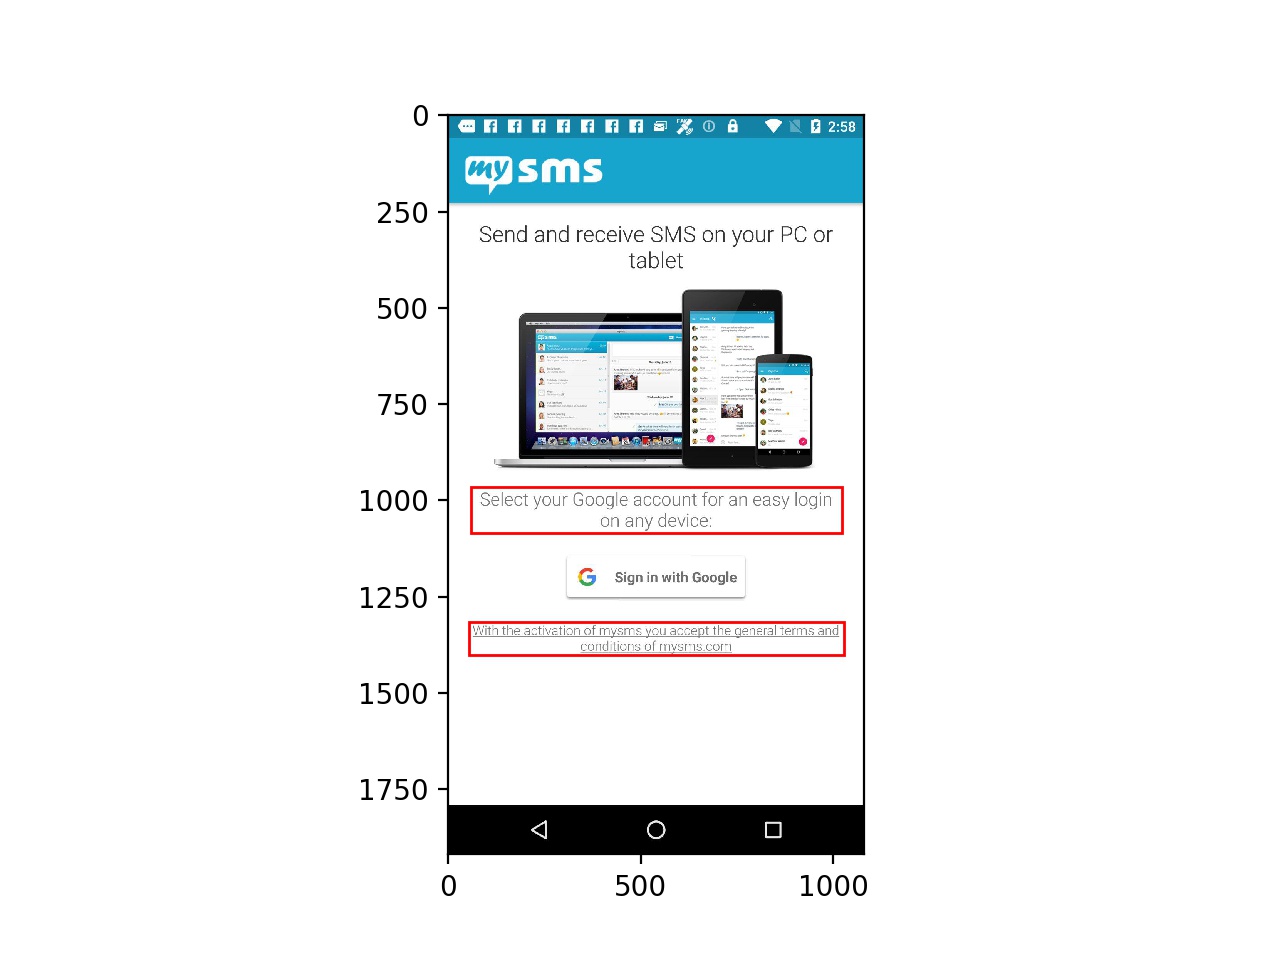 0
250
500
750
1000
1250
1500
1750
2:58
my sms
Send and receive SMS on your PC or
tablet
Select your Google account for an easy login
on any device:
Sign in with Google
With the activation of mysms you accept the general terms and
conditions of mysms.com
0
500
1000